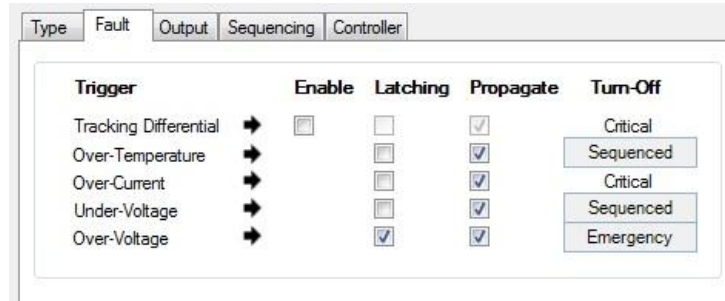 Type Fault Output Sequencing Controller
Trigger Enable Latching Propagate Turn-Off
Tracking Differential Critical
Over-Temperature Sequenced
Over-Current Critical
Under-Voltage Sequenced
Over-Voltage Emergency